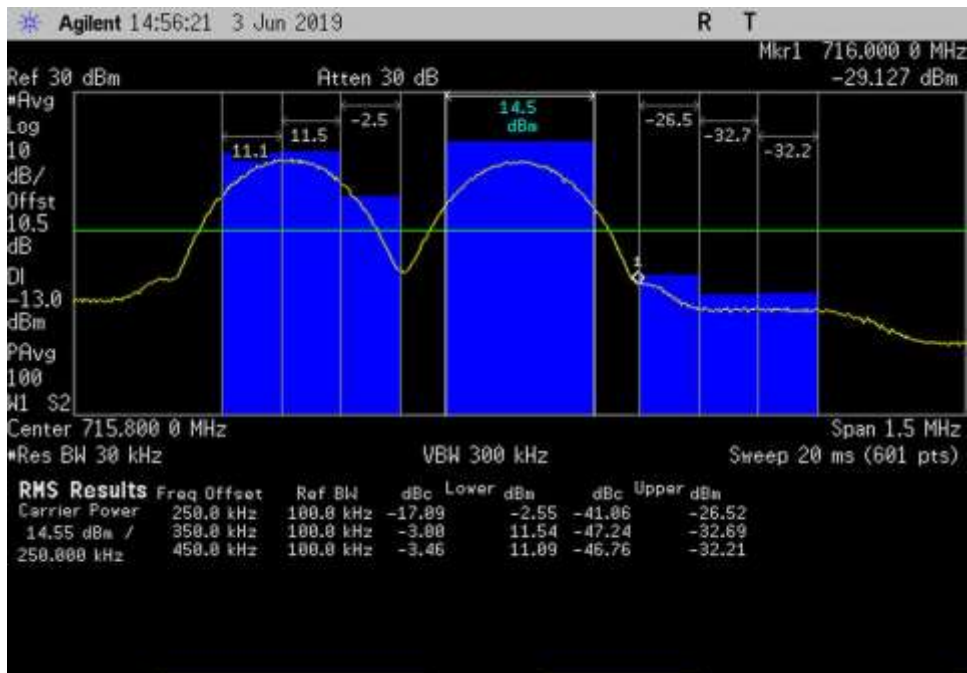 Agilent 14:56:21 3 Jun 2019 R T
Mkr1 716.000 0 MHz
Ref 30 dBm Atten 30 dB -29.127 dBm
#Avg
Log
10
dB/
Offst
10.5
dB
DI
-13.0
dBm
PAvg
100
W1 S2
11.1
11.5
-2.5
14.5
dBm
-26.5
-32.7
-32.2
1
Center 715.800 0 MHz Span 1.5 MHz
#Res BW 30 kHz VBW 300 kHz Sweep 20 ms (601 pts)
RMS Results Freq Offset Ref BW dBc Lower dBm dBc Upper dBm
Carrier Power 250.0 kHz 100.0 kHz -17.09 -2.55 -41.06 -26.52
14.55 dBm / 350.0 kHz 100.0 kHz -3.00 11.54 -47.24 -32.69
250.000 kHz 450.0 kHz 100.0 kHz -3.46 11.09 -46.76 -32.21